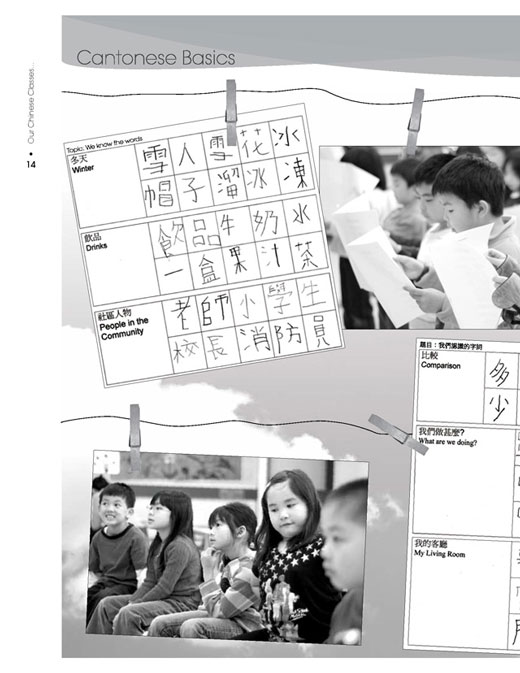 Cantonese Basics
Our Chinese Classes...
14
Topic: We know the words
冬天
Winter
雪人雪花冰
帽子溜冰凍
飲品
Drinks
飲品牛奶水
一盒果汁茶
社區人物
People in the
Community
老師小學生
校長消防員
題目：我們認識的字詞
比較
Comparison
多
少
我們做甚麼?
What are we doing?
我的客廳
My Living Room